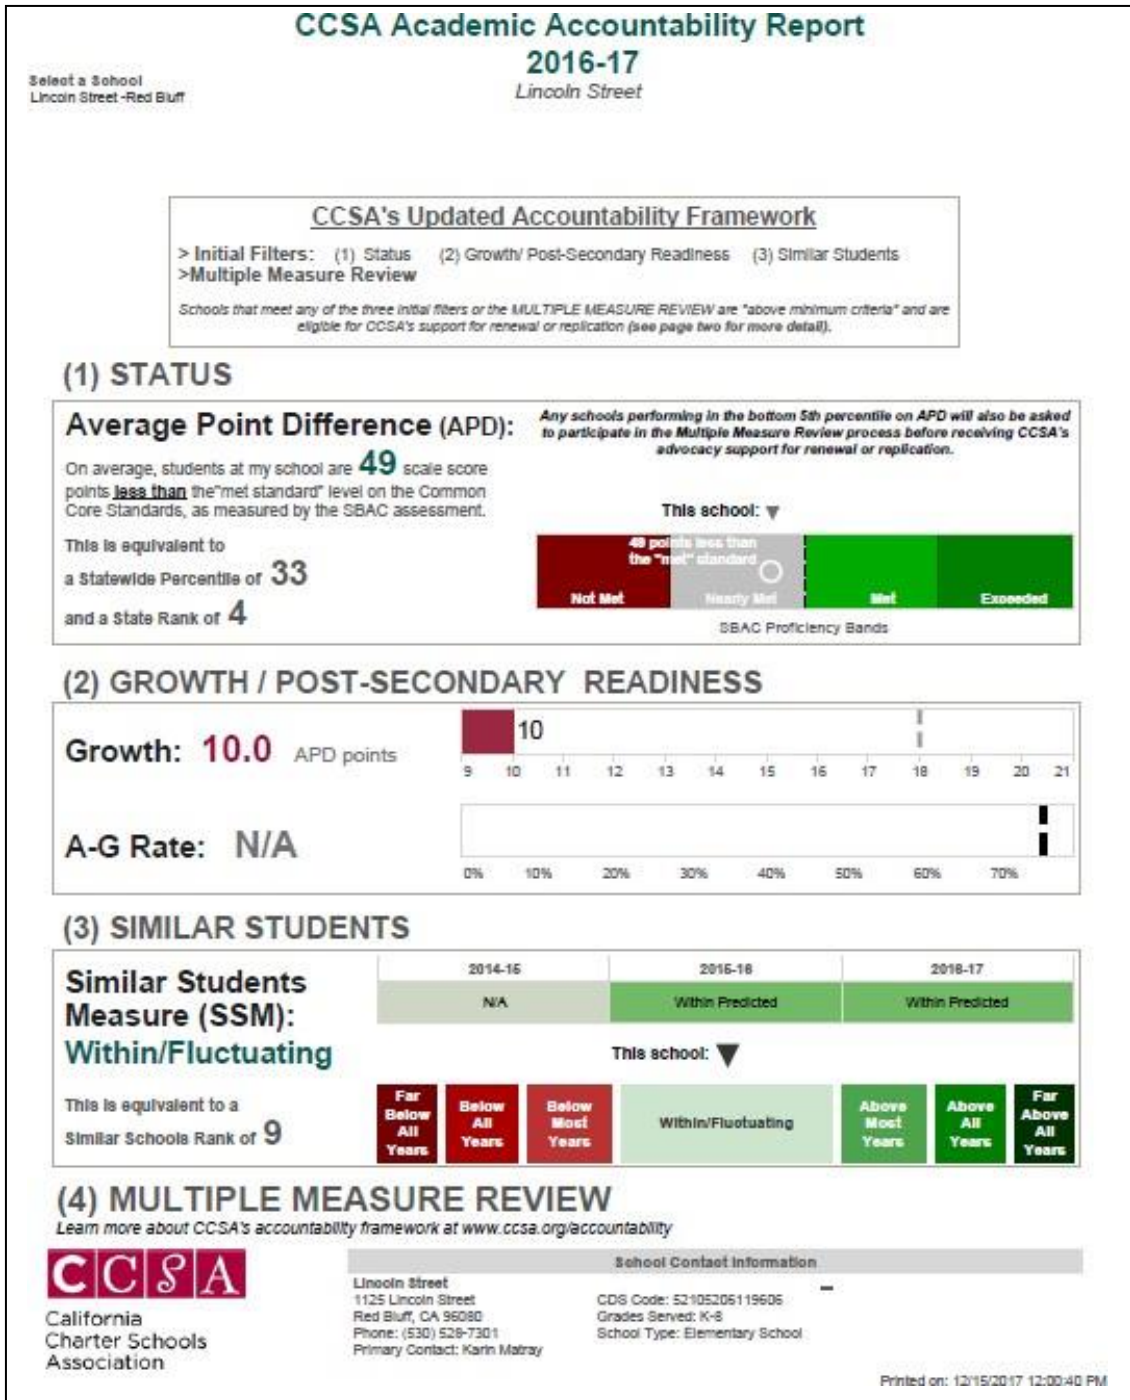 CCSA Academic Accountability Report
2016-17
Lincoln Street
Select a School
Lincoln Street -Red Bluff
CCSA's Updated Accountability Framework
> Initial Filters: (1) Status (2) Growth/ Post-Secondary Readiness (3) Similar Students
>Multiple Measure Review
Schools that meet any of the three initial filters or the MULTIPLE MEASURE REVIEW are "above minimum criteria" and are
eligible for CCSA's support for renewal or replication (see page two for more detail).
(1) STATUS
Average Point Difference (APD):
On average, students at my school are 49 scale score
points less than the"met standard" level on the Common
Core Standards, as measured by the SBAC assessment.
This is equivalent to
a Statewide Percentile of 33
and a State Rank of 4
Any schools performing in the bottom 5th percentile on APD will also be asked
to participate in the Multiple Measure Review process before receiving CCSA's
advocacy support for renewal or replication.
This school:
49 points less than
the "met" standard
Not Met Nearly Met Met Exceeded
SBAC Proficiency Bands
(2) GROWTH / POST-SECONDARY READINESS
Growth: 10.0 APD points
10
9 10 11 12 13 14 15 16 17 18 19 20 21
A-G Rate: N/A
0% 10% 20% 30% 40% 50% 60% 70%
(3) SIMILAR STUDENTS
Similar Students
Measure (SSM):
Within/Fluctuating
This is equivalent to a
Similar Schools Rank of 9
2014-15 2015-16 2016-17
N/A Within Predicted Within Predicted
This school:
Far Below All Years
Below All Years
Below Most Years
Within/Fluctuating
Above Most Years
Above All Years
Far Above All Years
(4) MULTIPLE MEASURE REVIEW
Learn more about CCSA's accountability framework at www.ccsa.org/accountability
CCSA
California
Charter Schools
Association
School Contact Information
Lincoln Street
1125 Lincoln Street
Red Bluff, CA 96080
Phone: (530) 528-7301
Primary Contact: Karin Matray
CDS Code: 52105206119606
Grades Served: K-8
School Type: Elementary School
Printed on: 12/15/2017 12:00:40 PM